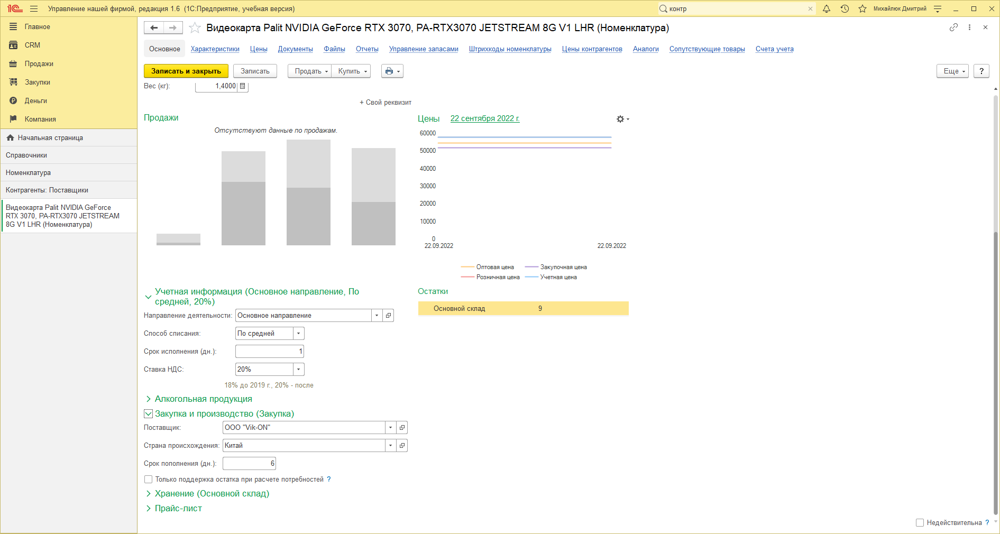 1С Управление нашей фирмой, редакция 1.6 (1С:Предприятие, учебная версия)
контр
Михайлюк Дмитрий
Главное
CRM
Продажи
Закупки
Деньги
Компания
Начальная страница
Справочники
Номенклатура
Контрагенты: Поставщики
Видеокарта Palit NVIDIA GeForce
RTX 3070, PA-RTX3070 JETSTREAM
8G V1 LHR (Номенклатура)
Видеокарта Palit NVIDIA GeForce RTX 3070, PA-RTX3070 JETSTREAM 8G V1 LHR (Номенклатура)
Основное Характеристики Цены Документы Файлы Отчеты Управление запасами Штрихкоды номенклатуры Цены контрагентов Аналоги Сопутствующие товары Счета учета
Записать и закрыть Записать Продать Купить Еще ?
Вес (кг): 1,4000
+ Свой реквизит
Продажи
Отсутствуют данные по продажам.
Цены 22 сентября 2022 г.
60000
50000
40000
30000
20000
10000
0
22.09.2022 22.09.2022
Оптовая цена Закупочная цена
Розничная цена Учетная цена
Учетная информация (Основное направление, По
средней, 20%)
Направление деятельности: Основное направление
Способ списания: По средней
Срок исполнения (дн.): 1
Ставка НДС: 20%
18% до 2019 г., 20% - после
Остатки
Основной склад 9
Алкогольная продукция
Закупка и производство (Закупка)
Поставщик: ООО "Vik-ON"
Страна происхождения: Китай
Срок пополнения (дн.): 6
Только поддержка остатка при расчете потребностей ?
Хранение (Основной склад)
Прайс-лист
Недействительна ?